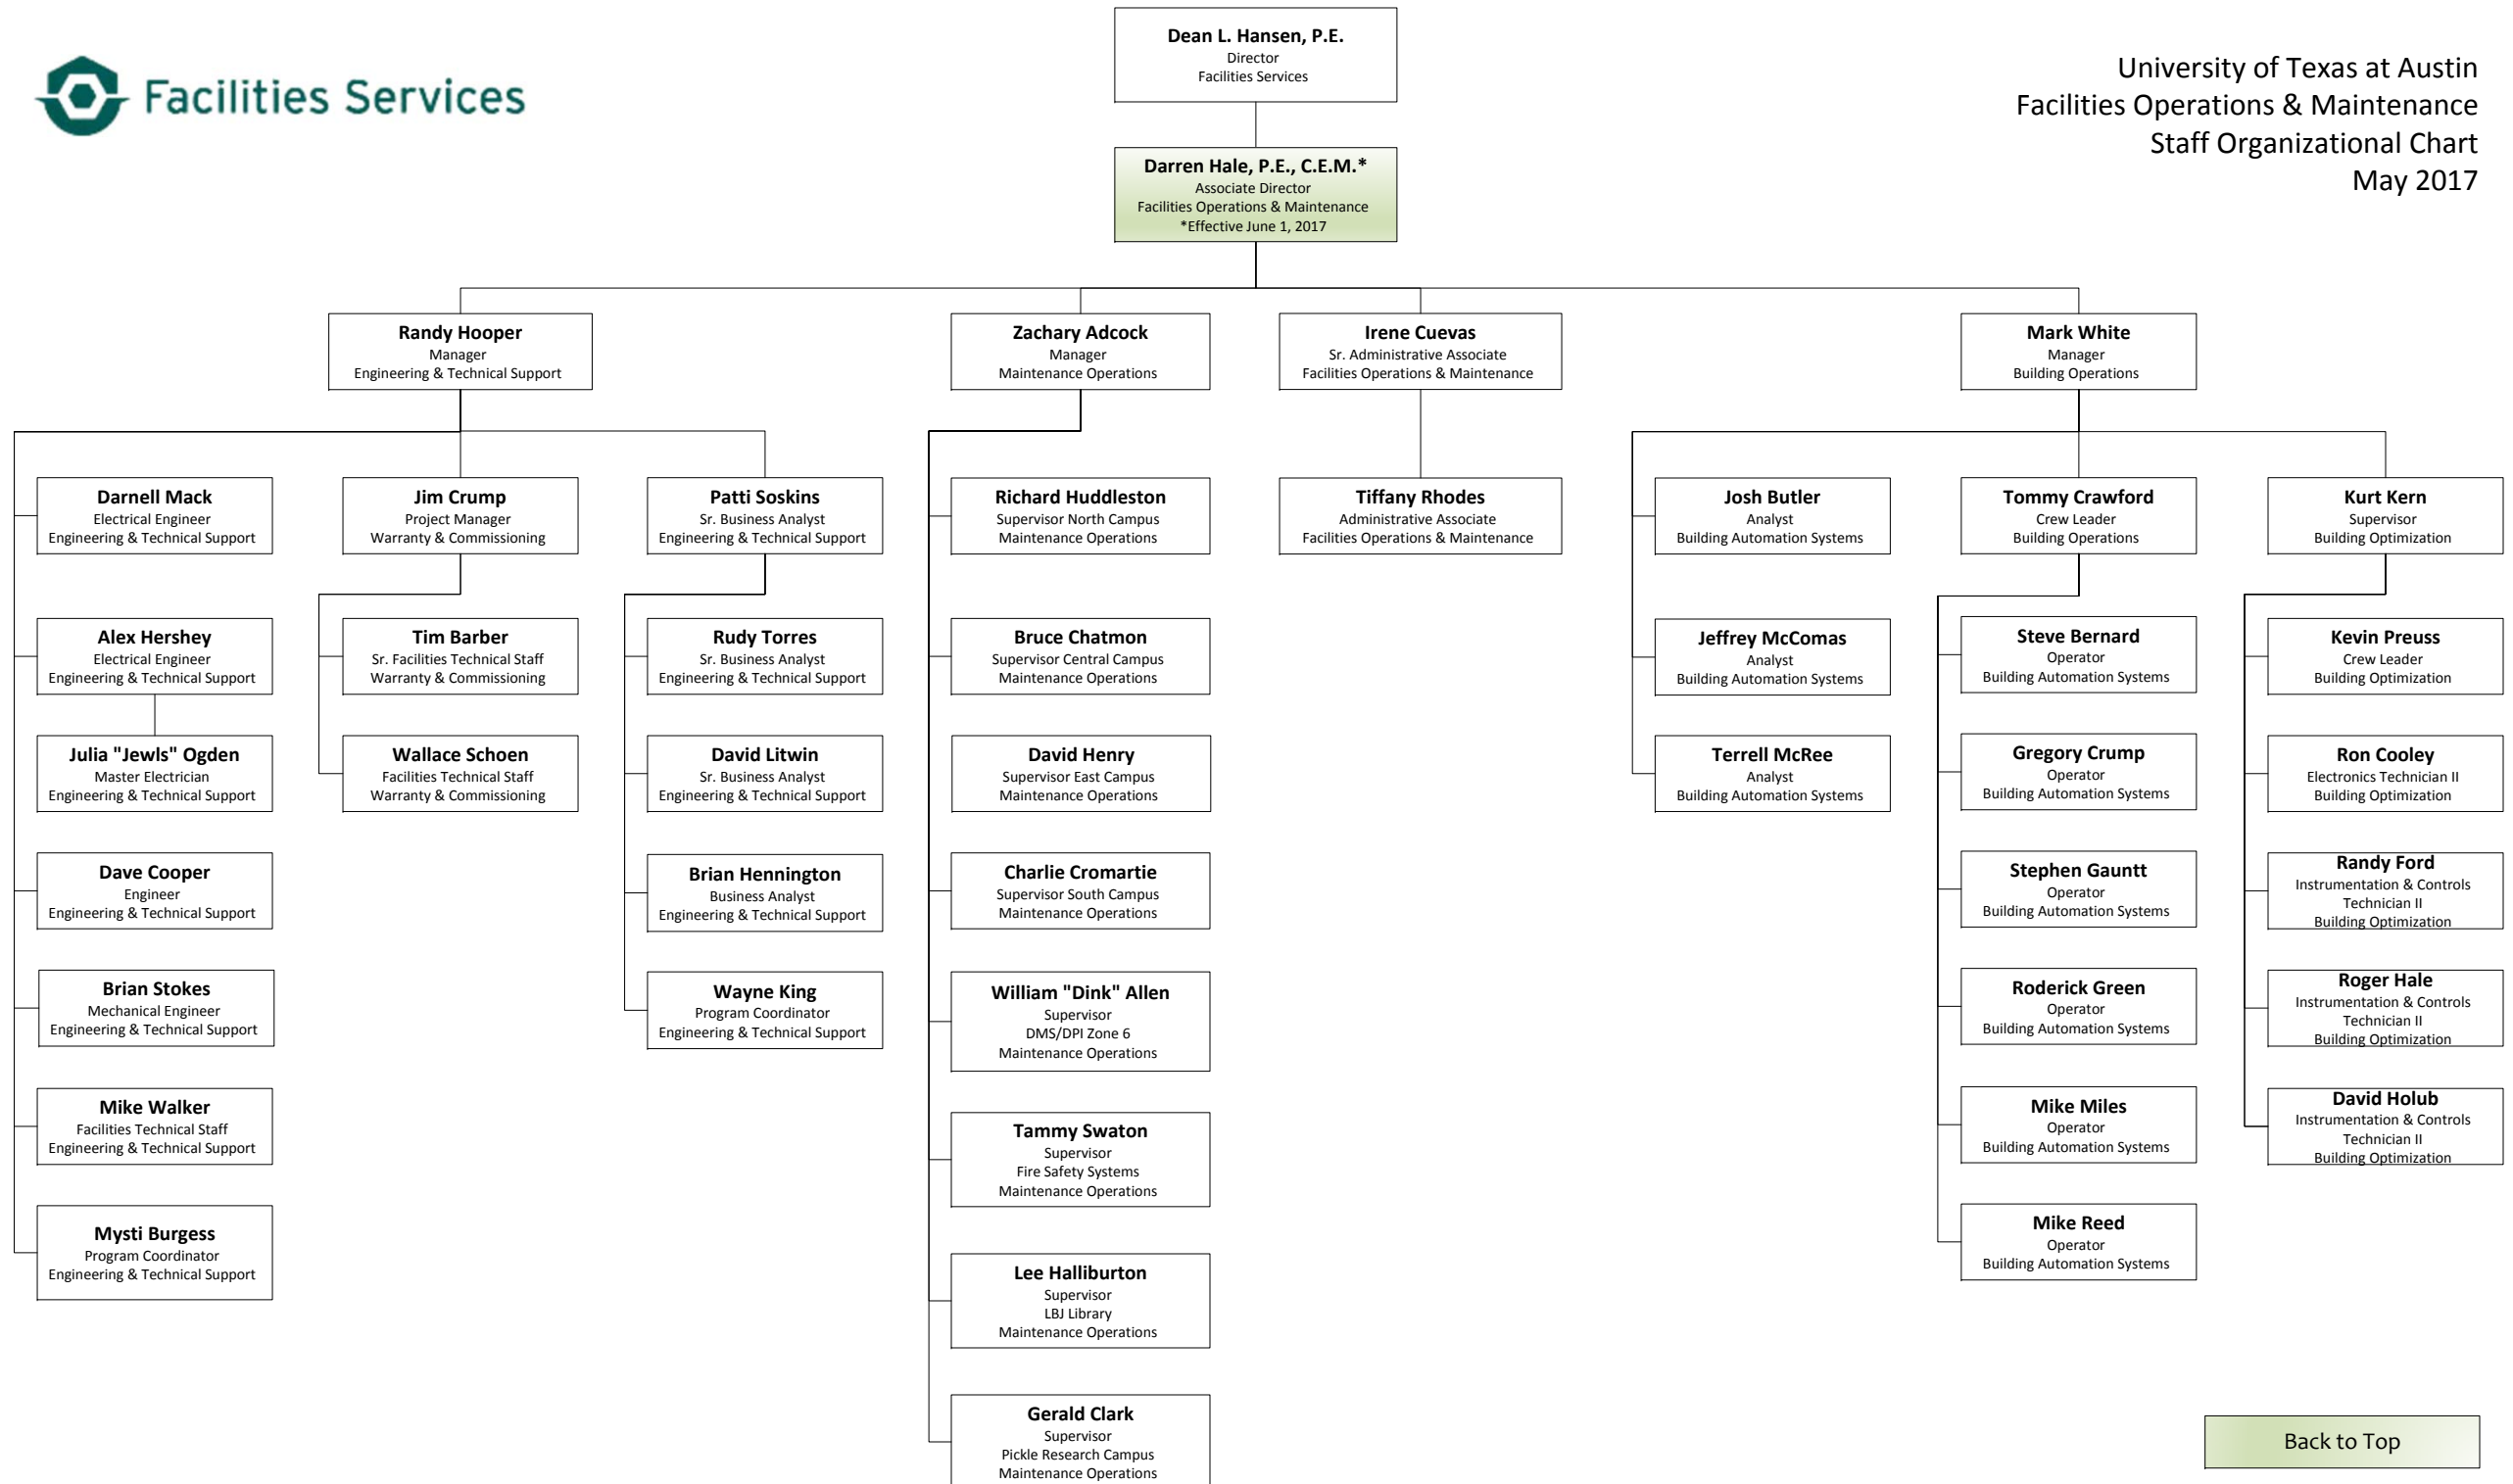 Facilities Services
University of Texas at Austin
Facilities Operations & Maintenance
Staff Organizational Chart
May 2017
Dean L. Hansen, P.E.
Director
Facilities Services
Darren Hale, P.E., C.E.M.*
Associate Director
Facilities Operations & Maintenance
*Effective June 1, 2017
Randy Hooper
Manager
Engineering & Technical Support
Zachary Adcock
Manager
Maintenance Operations
Irene Cuevas
Sr. Administrative Associate
Facilities Operations & Maintenance
Mark White
Manager
Building Operations
Darnell Mack
Electrical Engineer
Engineering & Technical Support
Alex Hershey
Electrical Engineer
Engineering & Technical Support
Julia "Jewls" Ogden
Master Electrician
Engineering & Technical Support
Dave Cooper
Engineer
Engineering & Technical Support
Brian Stokes
Mechanical Engineer
Engineering & Technical Support
Mike Walker
Facilities Technical Staff
Engineering & Technical Support
Mysti Burgess
Program Coordinator
Engineering & Technical Support
Jim Crump
Project Manager
Warranty & Commissioning
Tim Barber
Sr. Facilities Technical Staff
Warranty & Commissioning
Wallace Schoen
Facilities Technical Staff
Warranty & Commissioning
Patti Soskins
Sr. Business Analyst
Engineering & Technical Support
Rudy Torres
Sr. Business Analyst
Engineering & Technical Support
David Litwin
Sr. Business Analyst
Engineering & Technical Support
Brian Hennington
Business Analyst
Engineering & Technical Support
Wayne King
Program Coordinator
Engineering & Technical Support
Richard Huddleston
Supervisor North Campus
Maintenance Operations
Bruce Chatmon
Supervisor Central Campus
Maintenance Operations
David Henry
Supervisor East Campus
Maintenance Operations
Charlie Cromartie
Supervisor South Campus
Maintenance Operations
William "Dink" Allen
Supervisor
DMS/DPI Zone 6
Maintenance Operations
Tammy Swaton
Supervisor
Fire Safety Systems
Maintenance Operations
Lee Halliburton
Supervisor
LBJ Library
Maintenance Operations
Gerald Clark
Supervisor
Pickle Research Campus
Maintenance Operations
Tiffany Rhodes
Administrative Associate
Facilities Operations & Maintenance
Josh Butler
Analyst
Building Automation Systems
Jeffrey McComas
Analyst
Building Automation Systems
Terrell McRee
Analyst
Building Automation Systems
Tommy Crawford
Crew Leader
Building Operations
Steve Bernard
Operator
Building Automation Systems
Gregory Crump
Operator
Building Automation Systems
Stephen Gauntt
Operator
Building Automation Systems
Roderick Green
Operator
Building Automation Systems
Mike Miles
Operator
Building Automation Systems
Mike Reed
Operator
Building Automation Systems
Kurt Kern
Supervisor
Building Optimization
Kevin Preuss
Crew Leader
Building Optimization
Ron Cooley
Electronics Technician II
Building Optimization
Randy Ford
Instrumentation & Controls
Technician II
Building Optimization
Roger Hale
Instrumentation & Controls
Technician II
Building Optimization
David Holub
Instrumentation & Controls
Technician II
Building Optimization
Back to Top